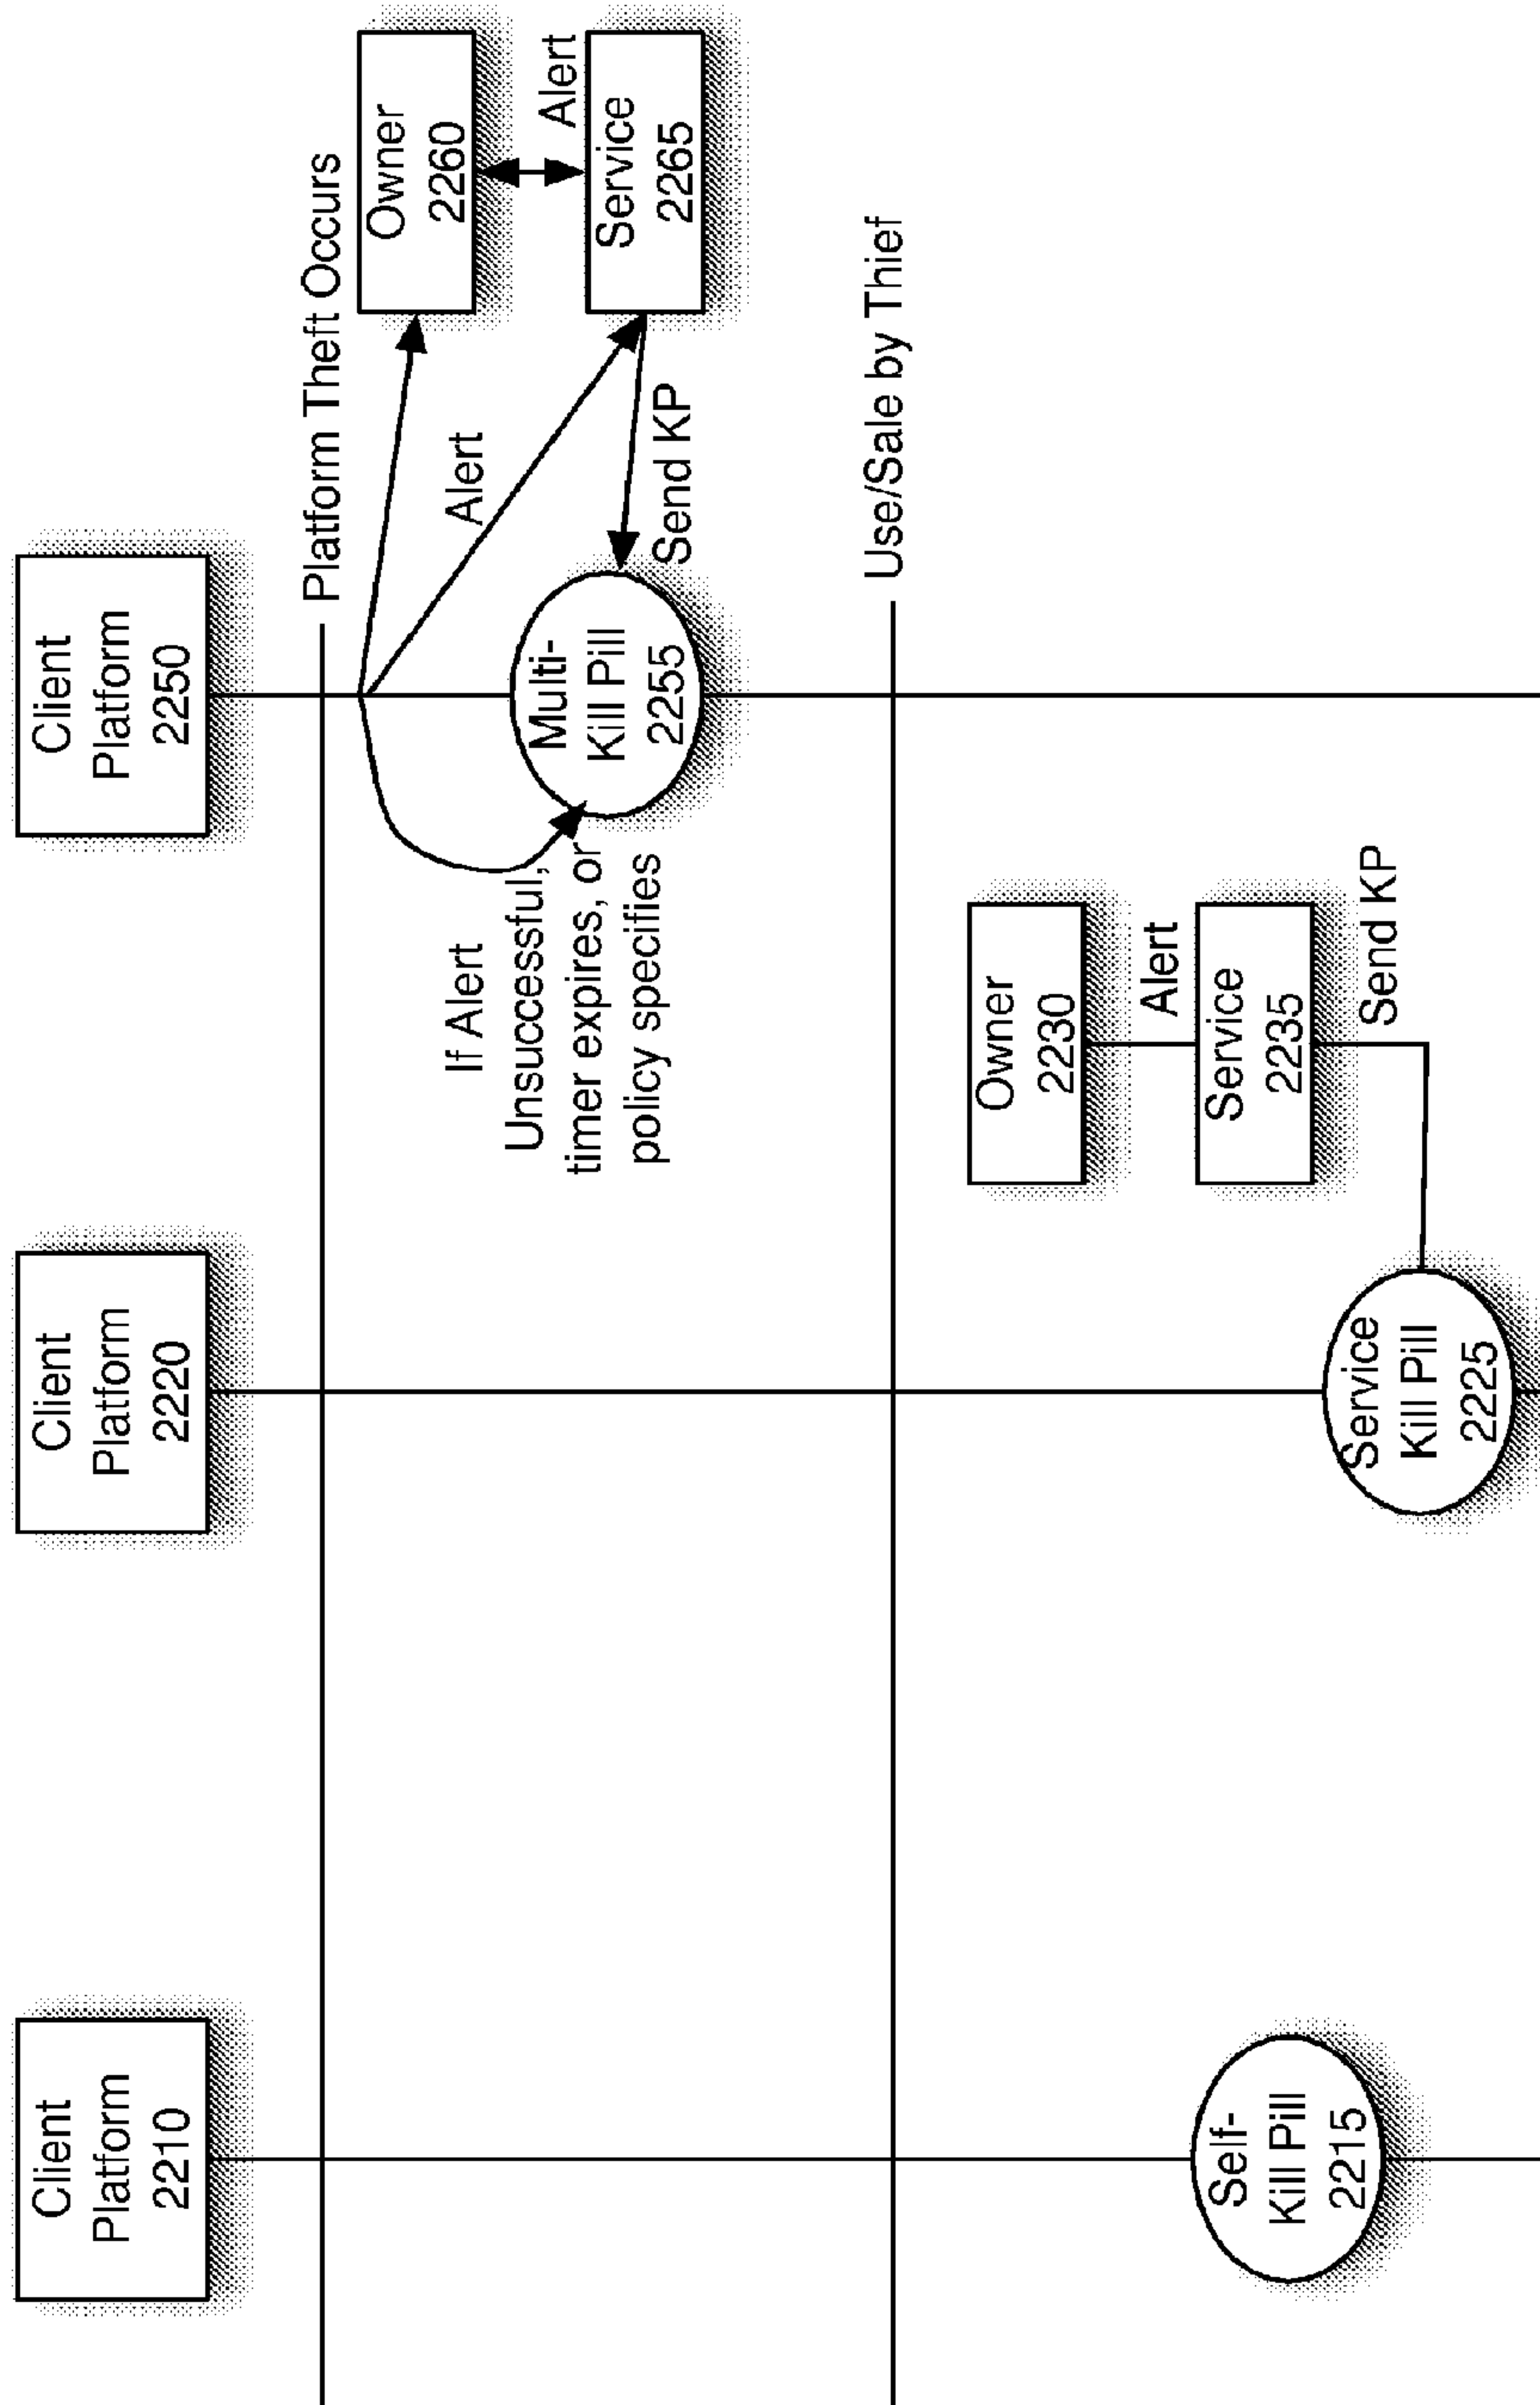 Client
Platform
2210
Client
Platform
2220
Client
Platform
2250
Platform Theft Occurs
Owner
2260
Alert
Service
2265
Alert
Send KP
If Alert
Unsuccessful,
timer expires, or
policy specifies
Multi-
Kill Pill
2255
Use/Sale by Thief
Owner
2230
Alert
Service
2235
Send KP
Self-
Kill Pill
2215
Service
Kill Pill
2225